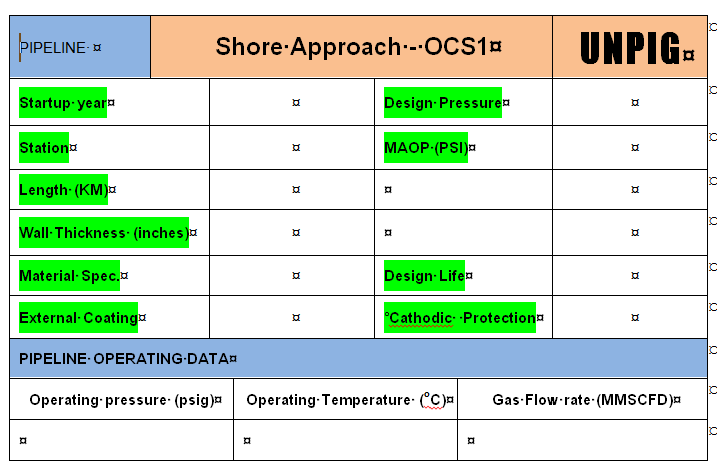 PIPELINE
Shore Approach - OCS1
UNPIG
Startup year
Design Pressure
Station
MAOP (PSI)
Length (KM)
Wall Thickness (inches)
Material Spec.
Design Life
External Coating
°Cathodic Protection
PIPELINE OPERATING DATA
Operating pressure (psig)
Operating Temperature (°C)
Gas Flow rate (MMSCFD)